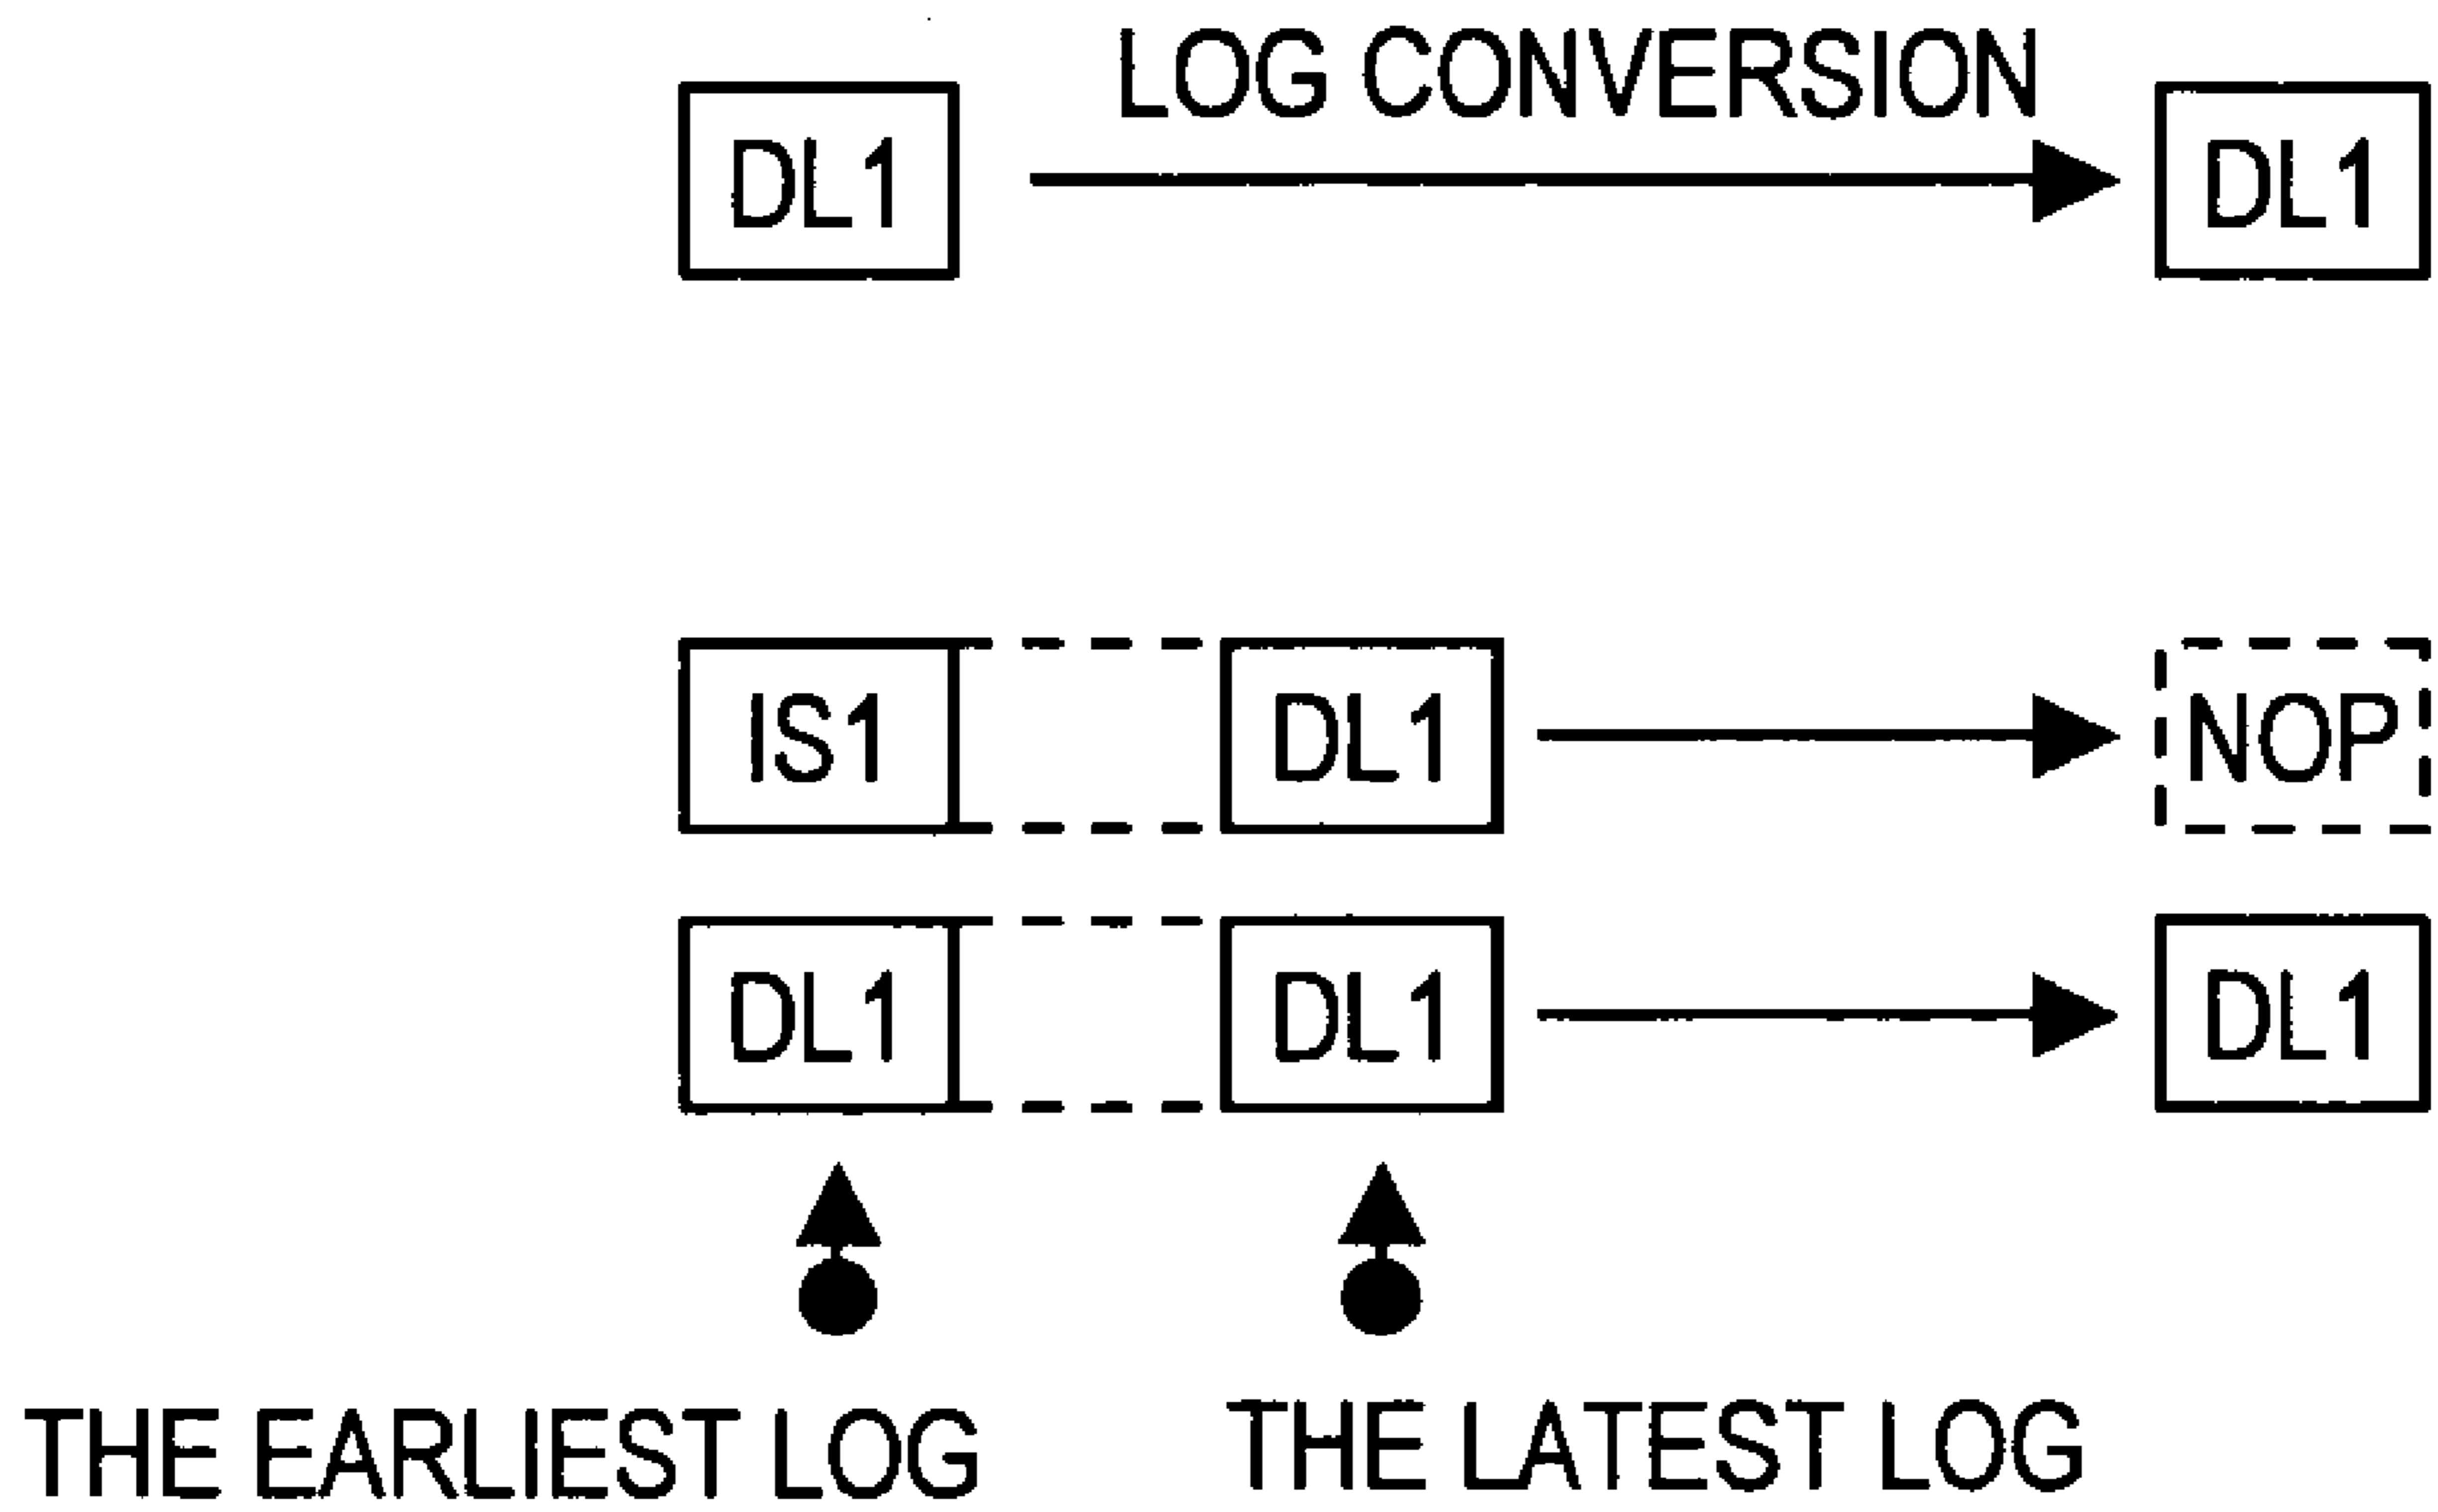 LOG CONVERSION
DL1 DL1
IS1 DL1 NOP
DL1 DL1 DL1
THE EARLIEST LOG THE LATEST LOG